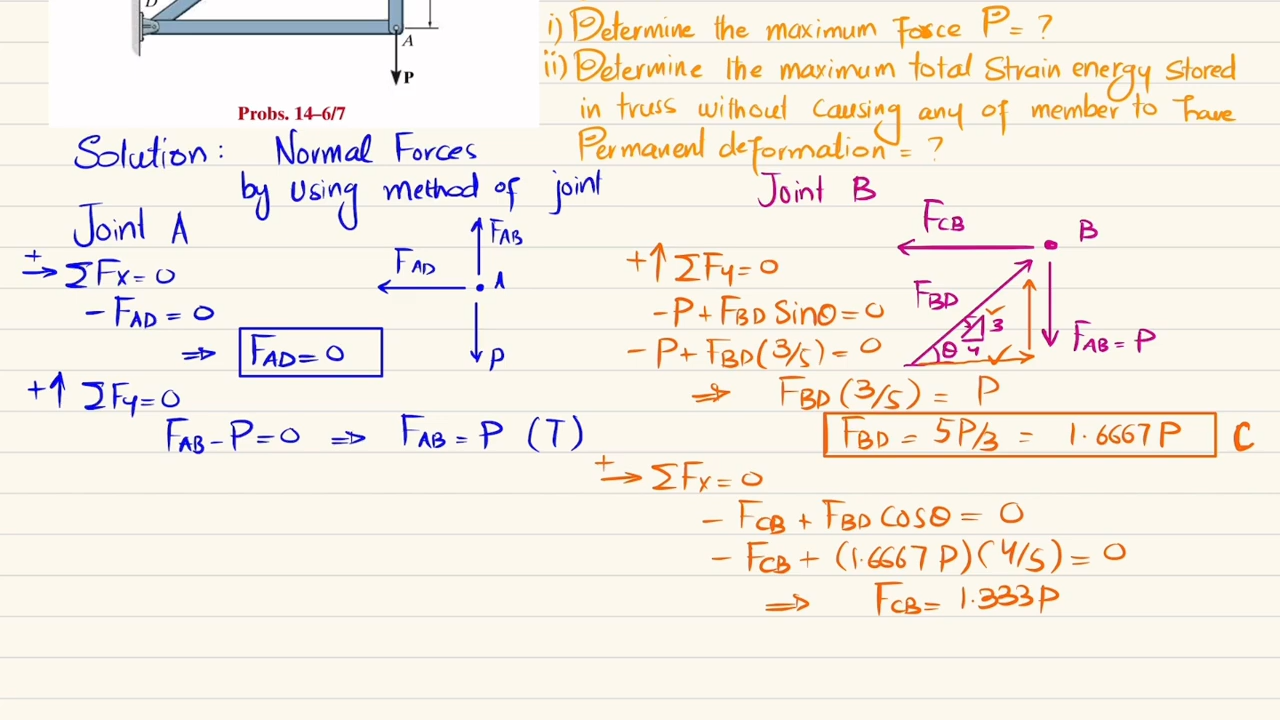 D
A
P
Probs. 14–6/7
i) Determine the maximum Force P = ?
ii) Determine the maximum total Strain energy Stored
in truss without causing any of member to have
Permanent deformation = ?
Solution: Normal Forces
by using method of joint
Joint A
+→ ΣFx = 0
- FAD = 0
⇒ FAD = 0
+↑ ΣFy = 0
FAB - P = 0 ⇒ FAB = P (T)
FAB
FAD
A
P
Joint B
FCB
B
FBD
5
3
θ
4
FAB = P
+↑ ΣFy = 0
-P + FBD Sinθ = 0
-P + FBD (3/5) = 0
⇒ FBD (3/5) = P
FBD = 5P/3 = 1.6667 P C
+→ ΣFx = 0
- FCB + FBD Cosθ = 0
- FCB + (1.6667 P)(4/5) = 0
⇒ FCB = 1.333P